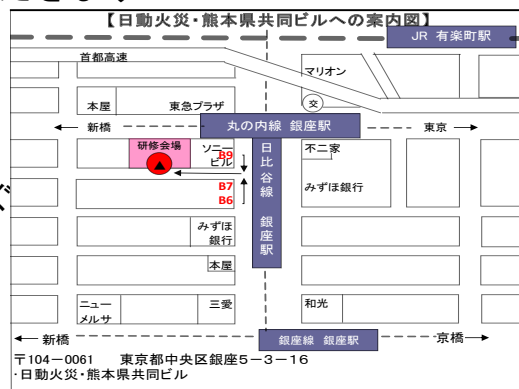 【日動火災・熊本県共同ビルへの案内図】
JR 有楽町駅
首都高速
マリオン
本屋
東急プラザ
交
新橋
丸の内線 銀座駅
東京
研修会場
ソニー
ビル
B9
日比谷線 銀座駅
不二家
B7
B6
みずほ銀行
みずほ
銀行
本屋
ニュー
メルサ
三愛
和光
新橋
銀座線 銀座駅
京橋
〒104－0061 東京都中央区銀座5－3－16
・日動火災・熊本県共同ビル